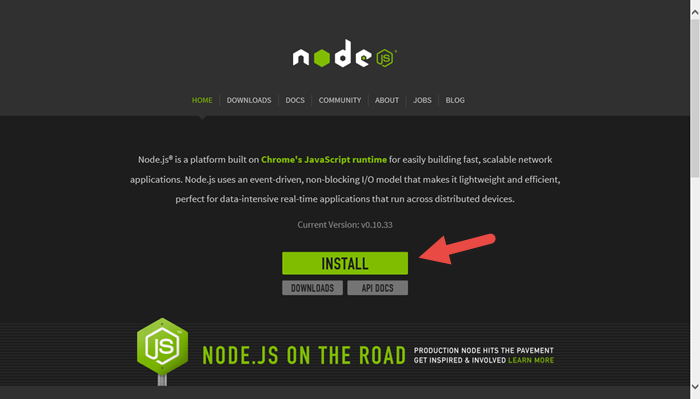 node JS
HOME DOWNLOADS DOCS COMMUNITY ABOUT JOBS BLOG
Node.js® is a platform built on Chrome's JavaScript runtime for easily building fast, scalable network
applications. Node.js uses an event-driven, non-blocking I/O model that makes it lightweight and efficient,
perfect for data-intensive real-time applications that run across distributed devices.
Current Version: v0.10.33
INSTALL
DOWNLOADS API DOCS
JS
NODE.JS ON THE ROAD
PRODUCTION NODE HITS THE PAVEMENT
GET INSPIRED & INVOLVED LEARN MORE